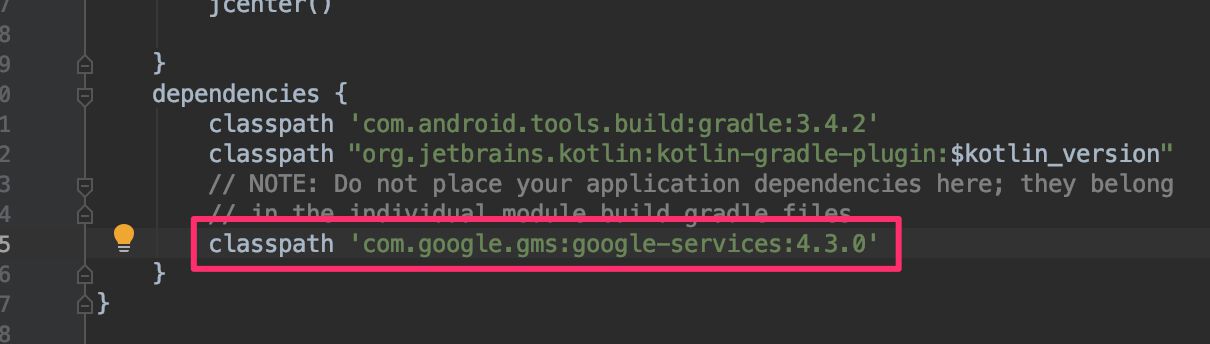 7 jcenter()
8
9 }
0 dependencies {
1 classpath 'com.android.tools.build:gradle:3.4.2'
2 classpath "org.jetbrains.kotlin:kotlin-gradle-plugin:$kotlin_version"
3 // NOTE: Do not place your application dependencies here; they belong
4 // in the individual module build.gradle files
5 classpath 'com.google.gms:google-services:4.3.0'
6 }
7 }
8